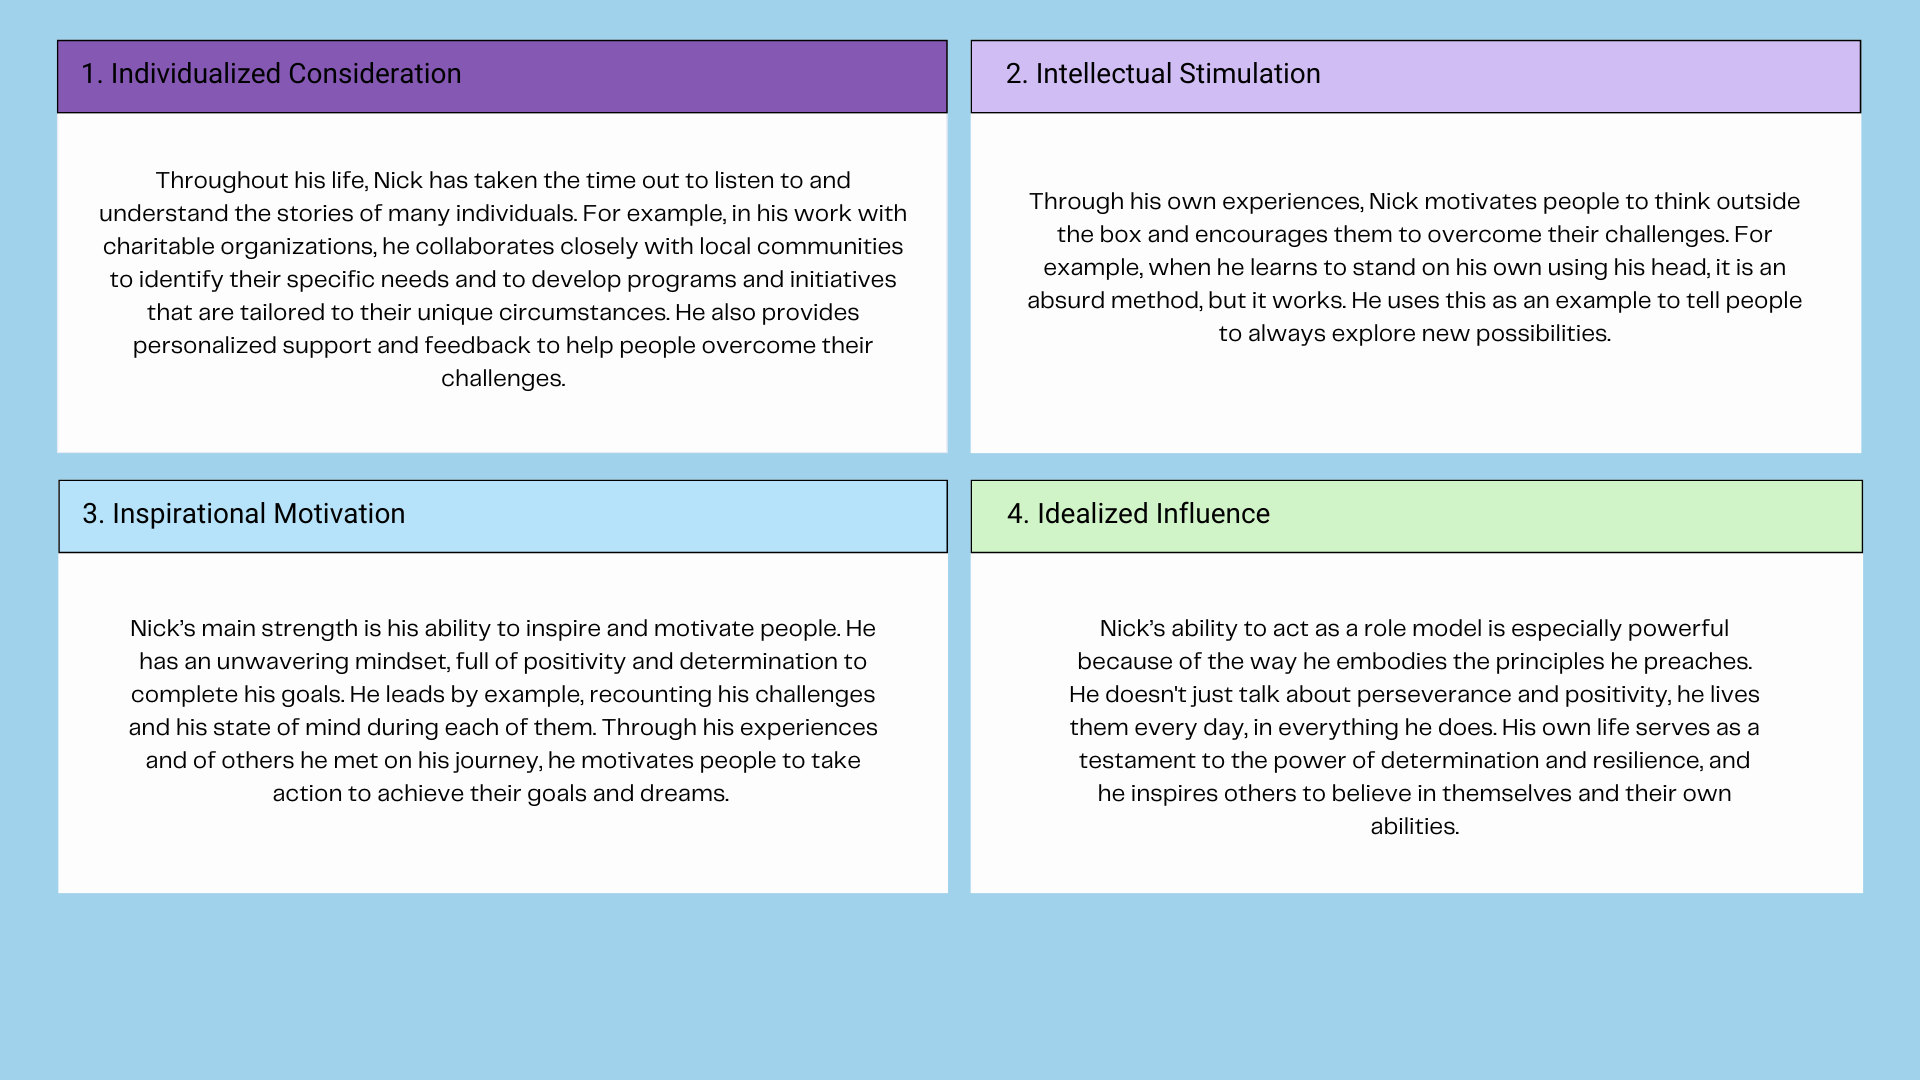 1. Individualized Consideration
Throughout his life, Nick has taken the time out to listen to and
understand the stories of many individuals. For example, in his work with
charitable organizations, he collaborates closely with local communities
to identify their specific needs and to develop programs and initiatives
that are tailored to their unique circumstances. He also provides
personalized support and feedback to help people overcome their
challenges.
2. Intellectual Stimulation
Through his own experiences, Nick motivates people to think outside
the box and encourages them to overcome their challenges. For
example, when he learns to stand on his own using his head, it is an
absurd method, but it works. He uses this as an example to tell people
to always explore new possibilities.
3. Inspirational Motivation
Nick’s main strength is his ability to inspire and motivate people. He
has an unwavering mindset, full of positivity and determination to
complete his goals. He leads by example, recounting his challenges
and his state of mind during each of them. Through his experiences
and of others he met on his journey, he motivates people to take
action to achieve their goals and dreams.
4. Idealized Influence
Nick’s ability to act as a role model is especially powerful
because of the way he embodies the principles he preaches.
He doesn't just talk about perseverance and positivity, he lives
them every day, in everything he does. His own life serves as a
testament to the power of determination and resilience, and
he inspires others to believe in themselves and their own
abilities.